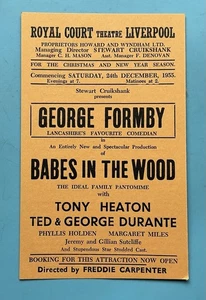 ROYAL COURT THEATRE LIVERPOOL
PROPRIETORS HOWARD AND WYNDHAM LTD.
Managing Director STEWART CRUIKSHANK
Manager C. H. MASON Asst. Manager F. DENOVAN
FOR THE CHRISTMAS AND NEW YEAR SEASON.
Commencing SATURDAY, 24th DECEMBER, 1955.
Evenings at 7. Matinees at 2.
Stewart Cruikshank
presents
GEORGE FORMBY
LANCASHIRE'S FAVOURITE COMEDIAN
in
An Entirely New and Spectacular Production
of
BABES IN THE WOOD
THE IDEAL FAMILY PANTOMIME
with
TONY HEATON
TED & GEORGE DURANTE
PHYLLIS HOLDEN MARGARET MILES
Jeremy and Gillian Sutcliffe
And Stupendous Star Studded Cast.
BOOKING FOR THIS ATTRACTION NOW OPEN
Directed by FREDDIE CARPENTER